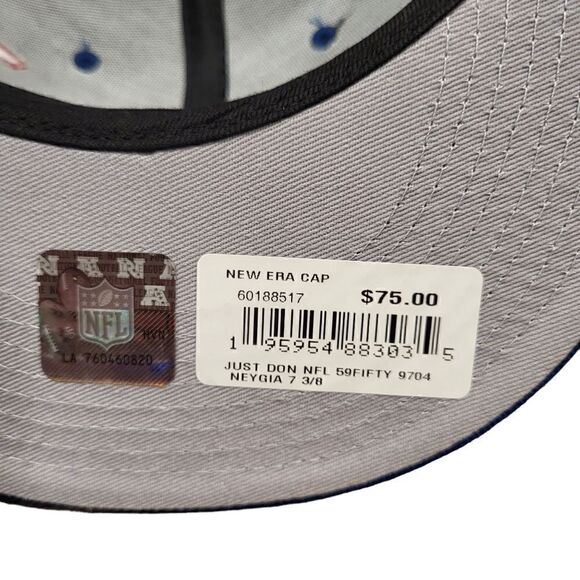 NEW ERA CAP
60188517 $75.00
1 95954 88303 5
JUST DON NFL 59FIFTY 9704
NEYGIA 7 3/8
NFL
LA 760460820